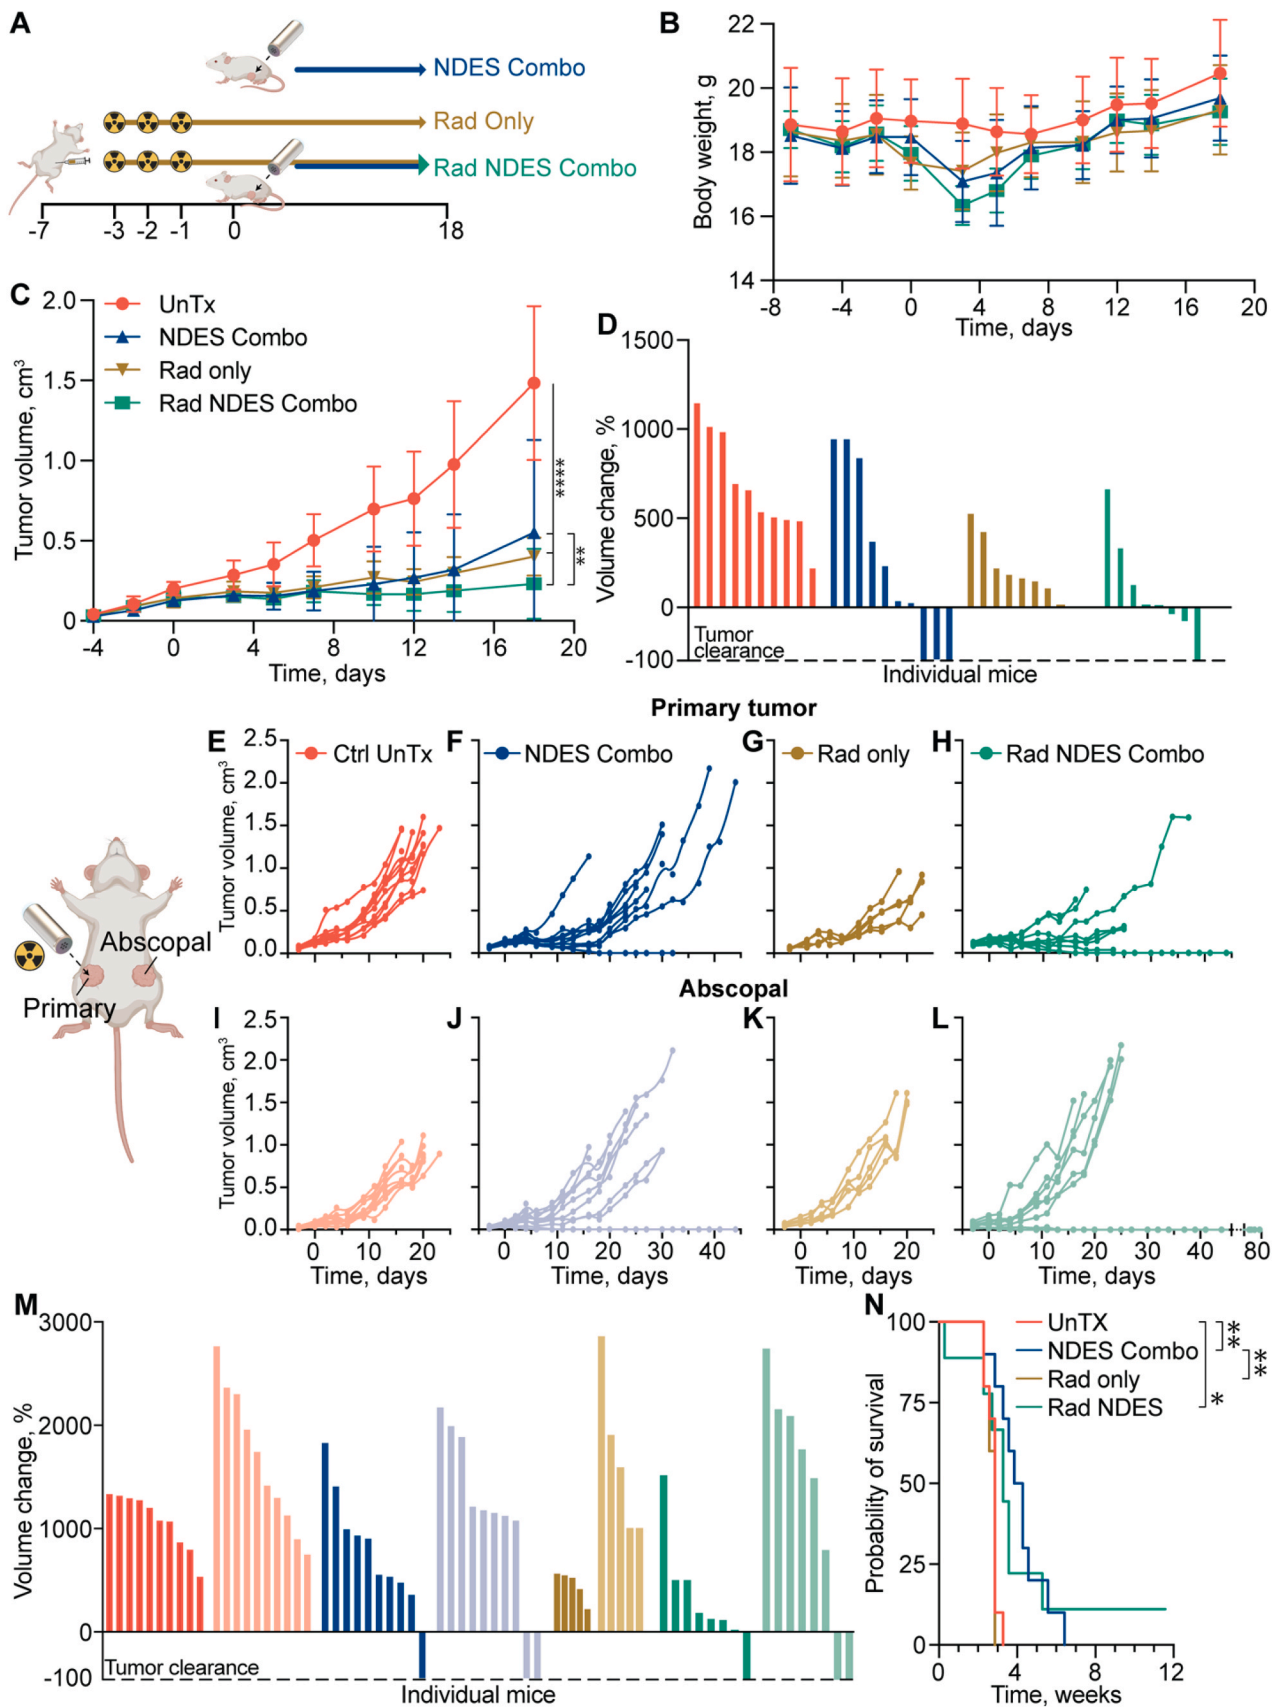 A
NDES Combo
Rad Only
Rad NDES Combo
-7 -3 -2 -1 0 18
B
Body weight, g
22
20
18
16
14
-8 -4 0 4 8 12 16 20
Time, days
C
Tumor volume, cm³
2.0
1.5
1.0
0.5
0
UnTx
NDES Combo
Rad only
Rad NDES Combo
****
**
-4 0 4 8 12 16 20
Time, days
D
Volume change, %
1500
1000
500
0
-100
Tumor
clearance
Individual mice
Primary tumor
E
Tumor volume, cm³
2.5
2.0
1.5
1.0
0.5
0.0
Ctrl UnTx
F
NDES Combo
G
Rad only
H
Rad NDES Combo
Abscopal
Primary
Abscopal
I
Tumor volume, cm³
2.5
2.0
1.5
1.0
0.5
0.0
0 10 20
Time, days
J
0 10 20 30 40
Time, days
K
0 10 20
Time, days
L
0 10 20 30 40 80
Time, days
M
Volume change, %
3000
2000
1000
0
-100
Tumor clearance
Individual mice
N
Probability of survival
100
75
50
25
0
UnTX
NDES Combo
Rad only
Rad NDES
**
**
*
0 4 8 12
Time, weeks